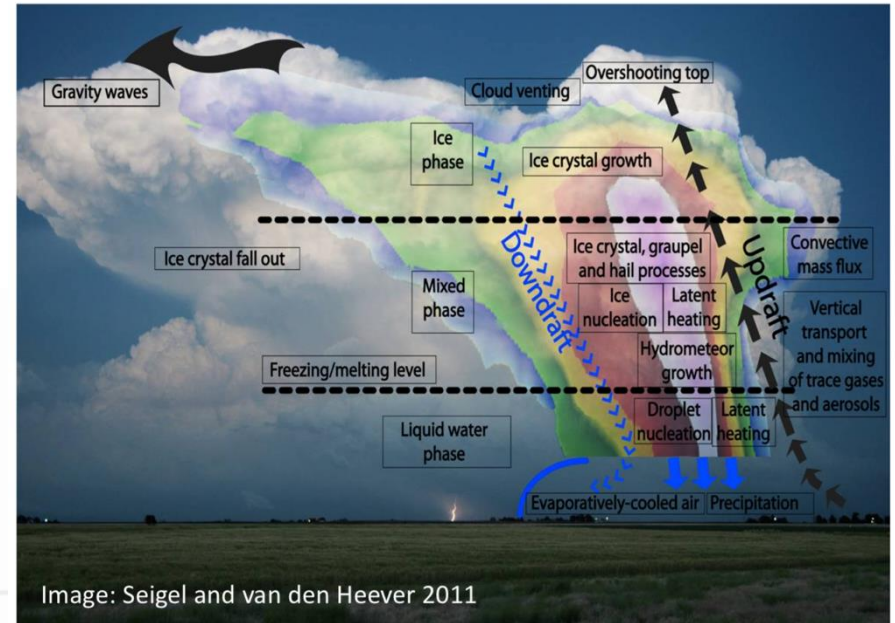 Gravity waves
Cloud venting
Overshooting top
Ice
phase
Ice crystal growth
Ice crystal fall out
Mixed
phase
Downdraft
Ice crystal, graupel
and hail processes
Ice
nucleation
Latent
heating
Hydrometeor
growth
Updraft
Convective
mass flux
Vertical
transport
and mixing
of trace gases
and aerosols
Freezing/melting level
Liquid water
phase
Droplet
nucleation
Latent
heating
Evaporatively-cooled air
Precipitation
Image: Seigel and van den Heever 2011